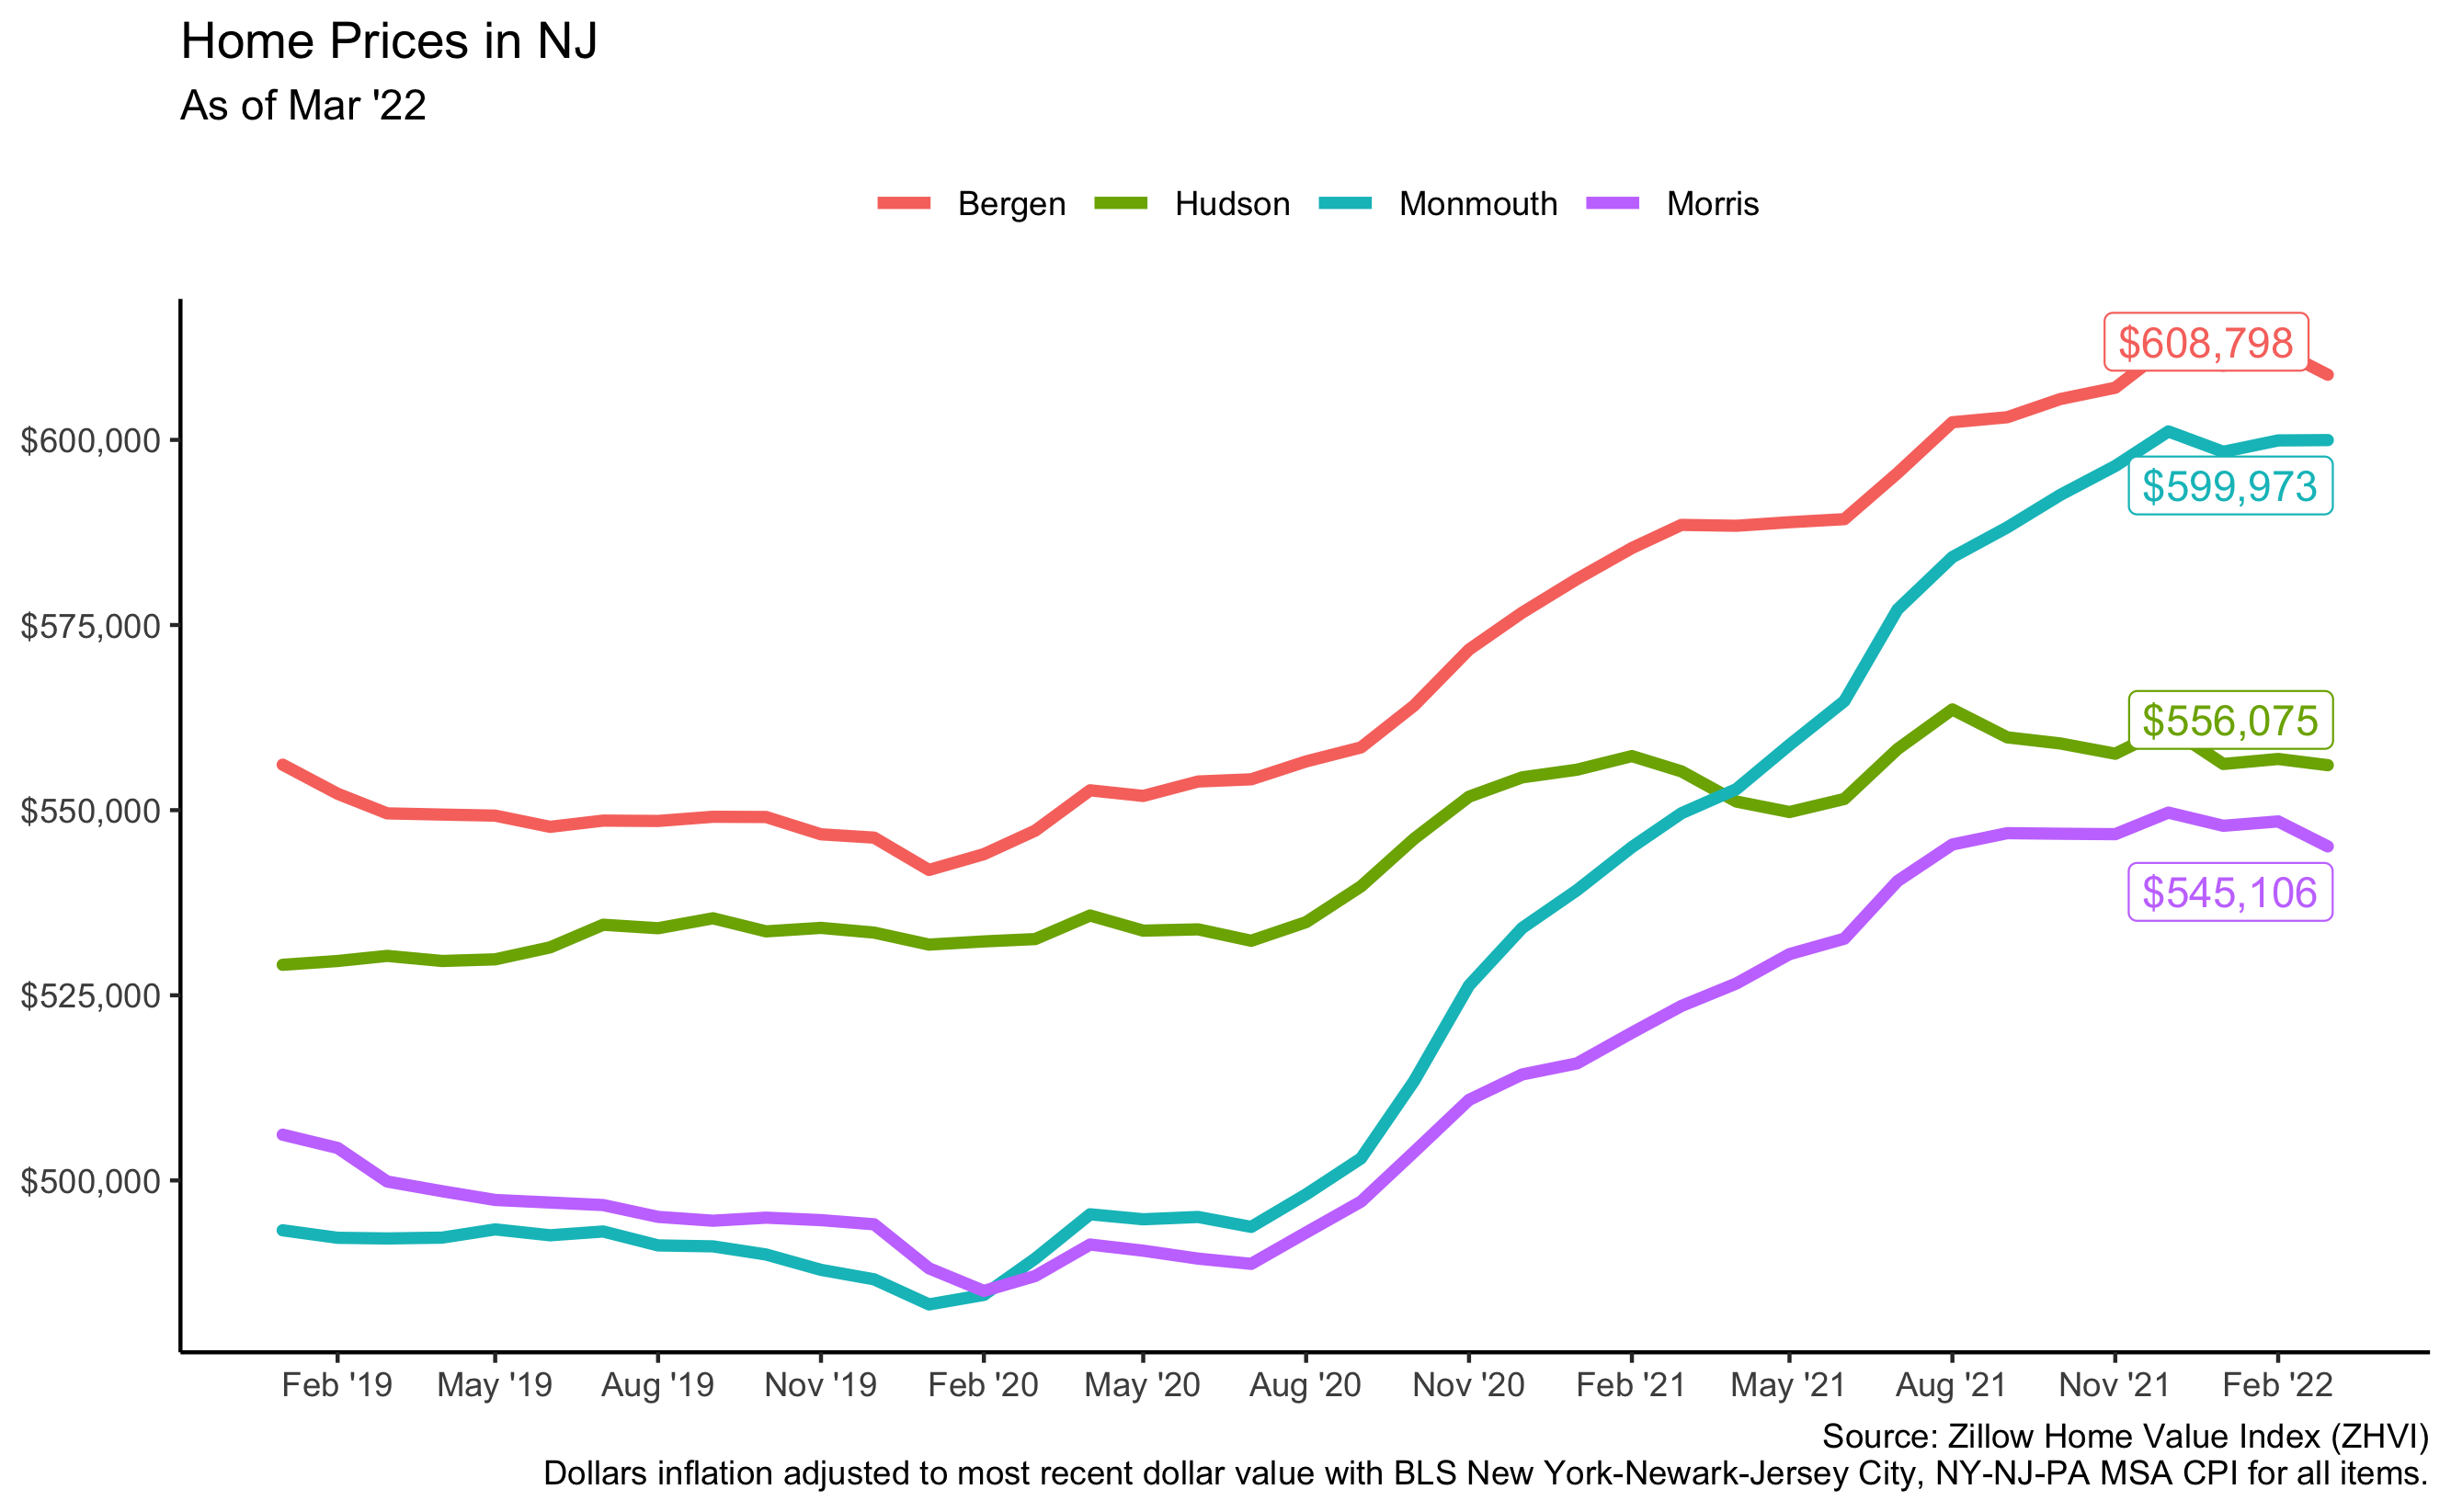 Home Prices in NJ
As of Mar '22
Bergen Hudson Monmouth Morris
$608,798
$600,000
$599,973
$575,000
$556,075
$550,000
$545,106
$525,000
$500,000
Feb '19 May '19 Aug '19 Nov '19 Feb '20 May '20 Aug '20 Nov '20 Feb '21 May '21 Aug '21 Nov '21 Feb '22
Source: Zillow Home Value Index (ZHVI)
Dollars inflation adjusted to most recent dollar value with BLS New York-Newark-Jersey City, NY-NJ-PA MSA CPI for all items.